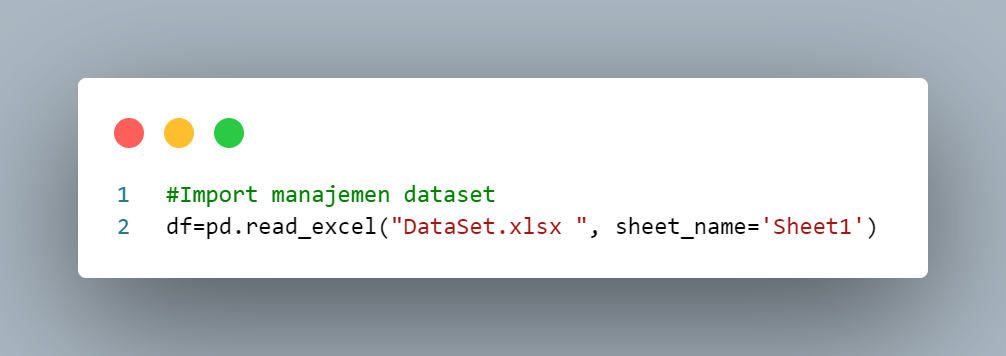 1 #Import manajemen dataset
2 df=pd.read_excel("DataSet.xlsx ", sheet_name='Sheet1')